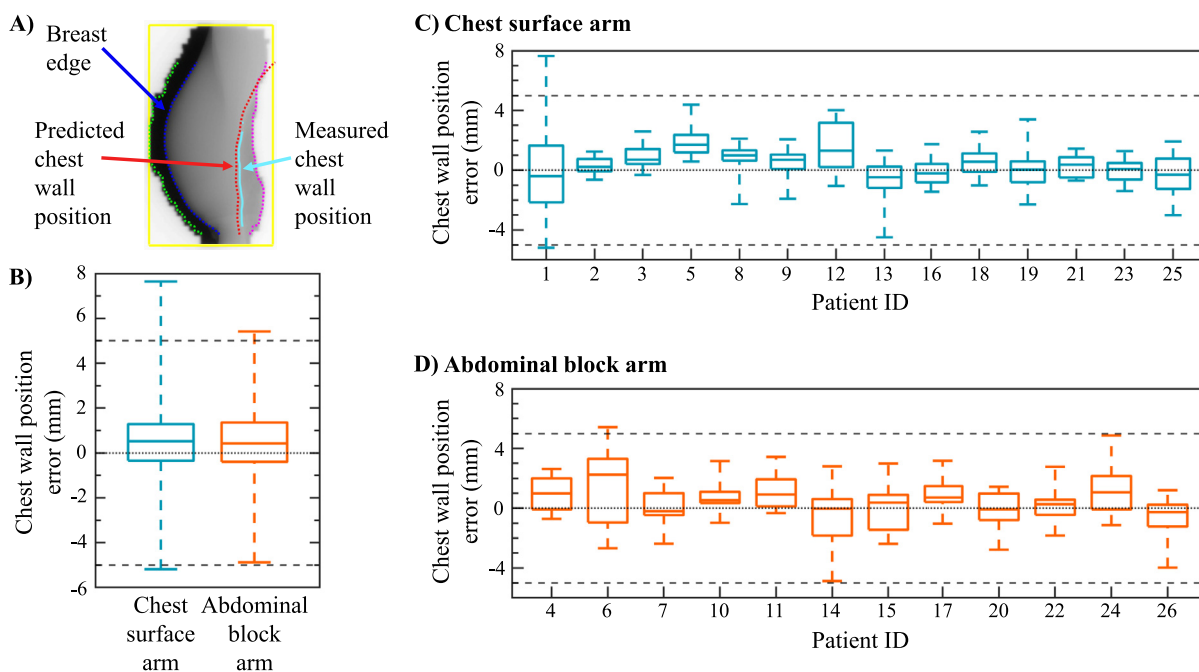 A)
Breast
edge
Predicted
chest
wall
position
Measured
chest
wall
position
B)
Chest wall position
error (mm)
8
6
4
2
0
-2
-4
-5
-6
Chest
surface
arm
Abdominal
block
arm
C) Chest surface arm
Chest wall position
error (mm)
8
4
0
-4
1 2 3 5 8 9 12 13 16 18 19 21 23 25
Patient ID
D) Abdominal block arm
Chest wall position
error (mm)
8
4
0
-4
4 6 7 10 11 14 15 17 20 22 24 26
Patient ID